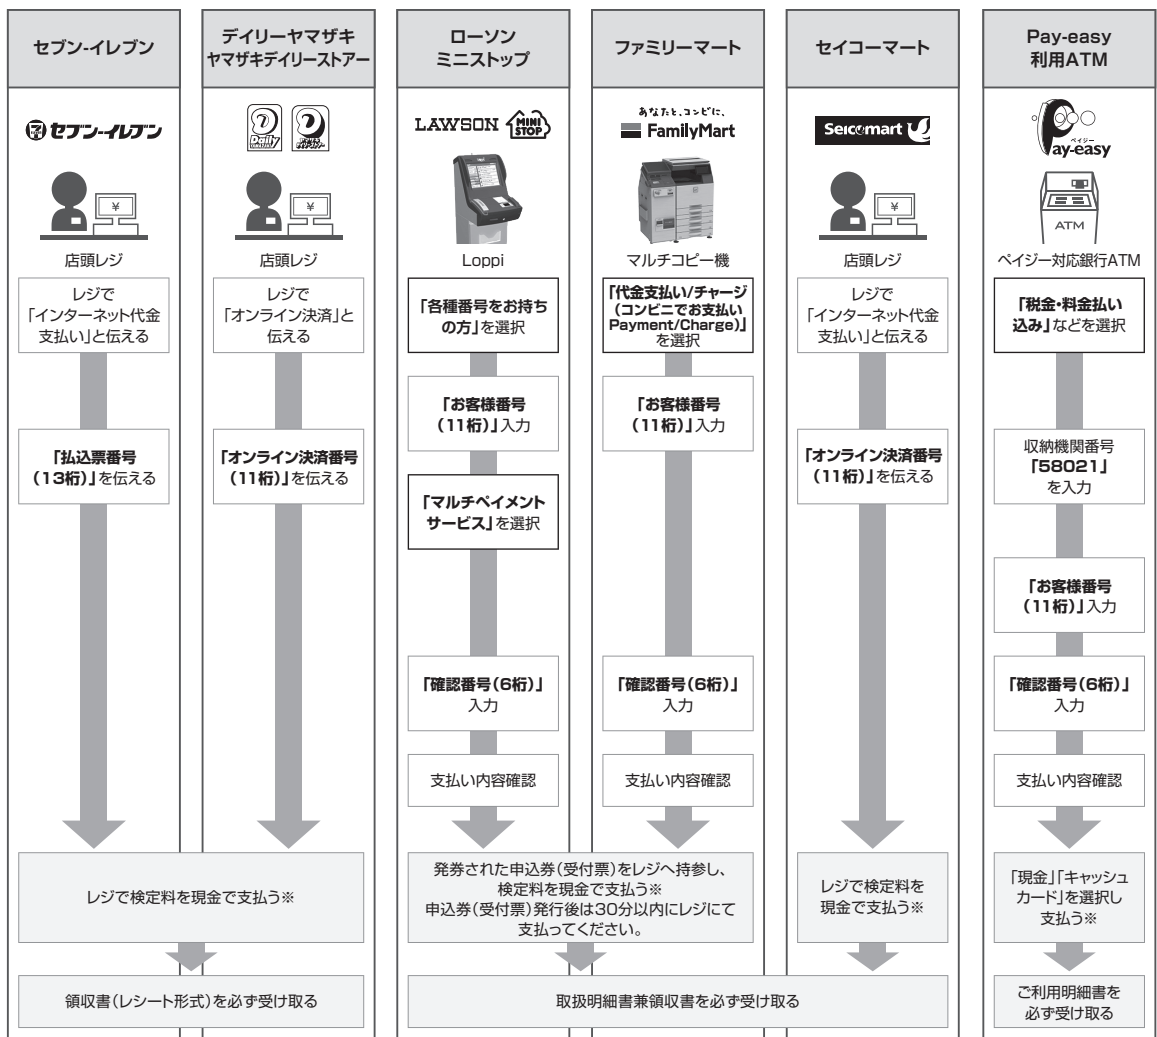 セブン-イレブン
デイリーヤマザキ
ヤマザキデイリーストアー
ローソン
ミニストップ
ファミリーマート
セイコーマート
Pay-easy
利用ATM
セブン-イレブン
Daily
LAWSON
MINI
STOP
あなたと、コンビに、
FamilyMart
Seicomart
ペイジー
Pay-easy
¥
¥
¥
ATM
店頭レジ
店頭レジ
Loppi
マルチコピー機
店頭レジ
ペイジー対応銀行ATM
レジで
「インターネット代金
支払い」と伝える
レジで
「オンライン決済」と
伝える
「各種番号をお持ち
の方」を選択
「代金支払い/チャージ
(コンビニでお支払い
Payment/Charge)」
を選択
レジで
「インターネット代金
支払い」と伝える
「税金・料金払い
込み」などを選択
「お客様番号
(11桁)」入力
「お客様番号
(11桁)」入力
「払込票番号
(13桁)」を伝える
「オンライン決済番号
(11桁)」を伝える
「マルチペイメント
サービス」を選択
「オンライン決済番号
(11桁)」を伝える
収納機関番号
「58021」
を入力
「お客様番号
(11桁)」入力
「確認番号(6桁)」
入力
「確認番号(6桁)」
入力
「確認番号(6桁)」
入力
支払い内容確認
支払い内容確認
支払い内容確認
レジで検定料を現金で支払う※
発券された申込券(受付票)をレジへ持参し、
検定料を現金で支払う※
申込券(受付票)発行後は30分以内にレジにて
支払ってください。
レジで検定料を
現金で支払う※
「現金」「キャッシュ
カード」を選択し
支払う※
領収書(レシート形式)を必ず受け取る
取扱明細書兼領収書を必ず受け取る
ご利用明細書を
必ず受け取る